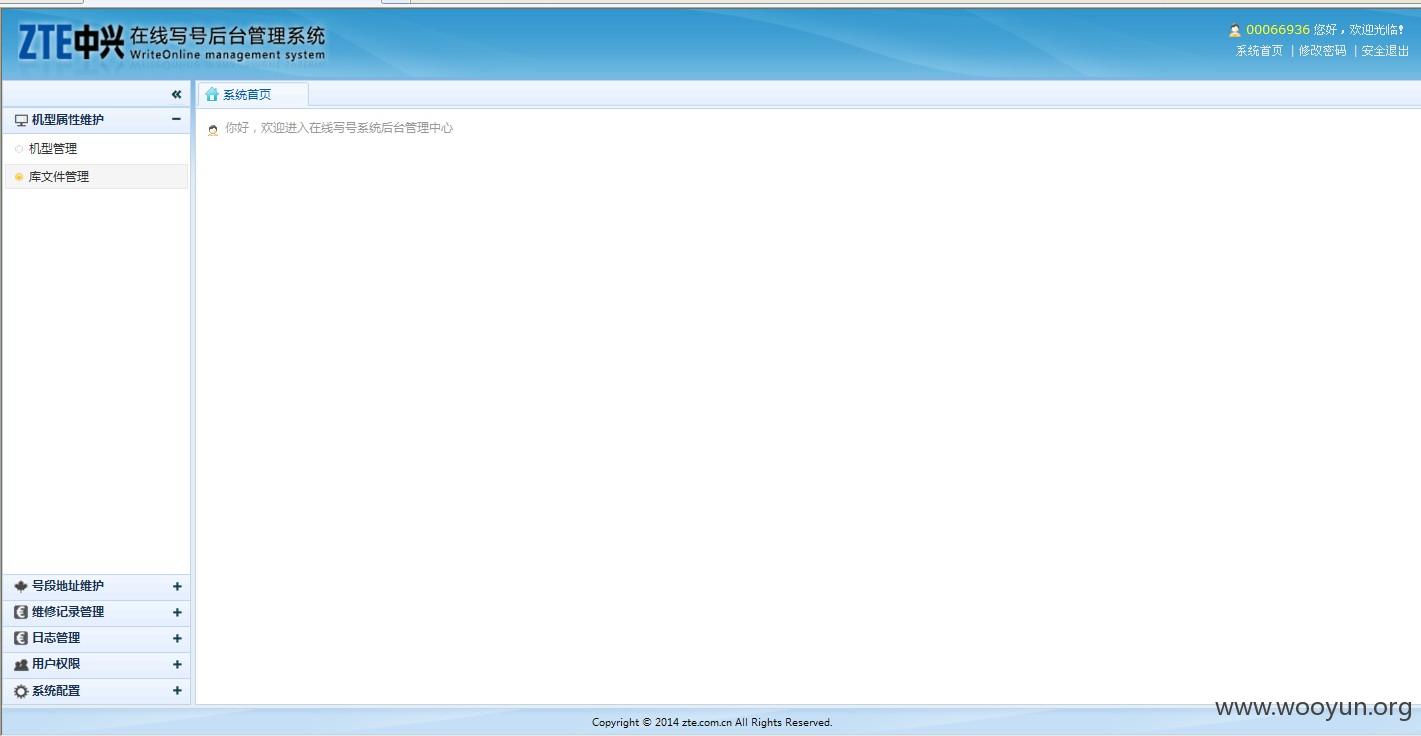 ZTE中兴 在线写号后台管理系统
WriteOnline management system
00066936 您好，欢迎光临!
系统首页 | 修改密码 | 安全退出
«
系统首页
机型属性维护 −
你好，欢迎进入在线写号系统后台管理中心
机型管理
库文件管理
号段地址维护 +
维修记录管理 +
日志管理 +
用户权限 +
系统配置 +
www.wooyun.org
Copyright © 2014 zte.com.cn All Rights Reserved.